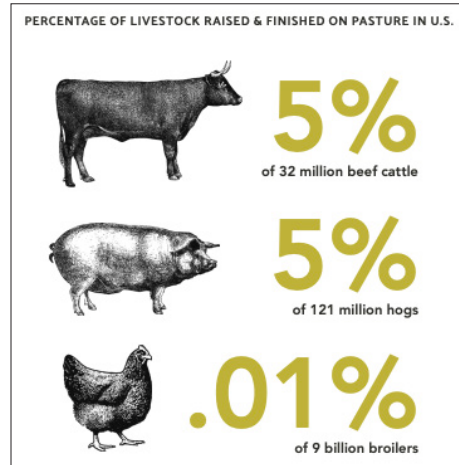 PERCENTAGE OF LIVESTOCK RAISED & FINISHED ON PASTURE IN U.S.
5%
of 32 million beef cattle
5%
of 121 million hogs
.01%
of 9 billion broilers